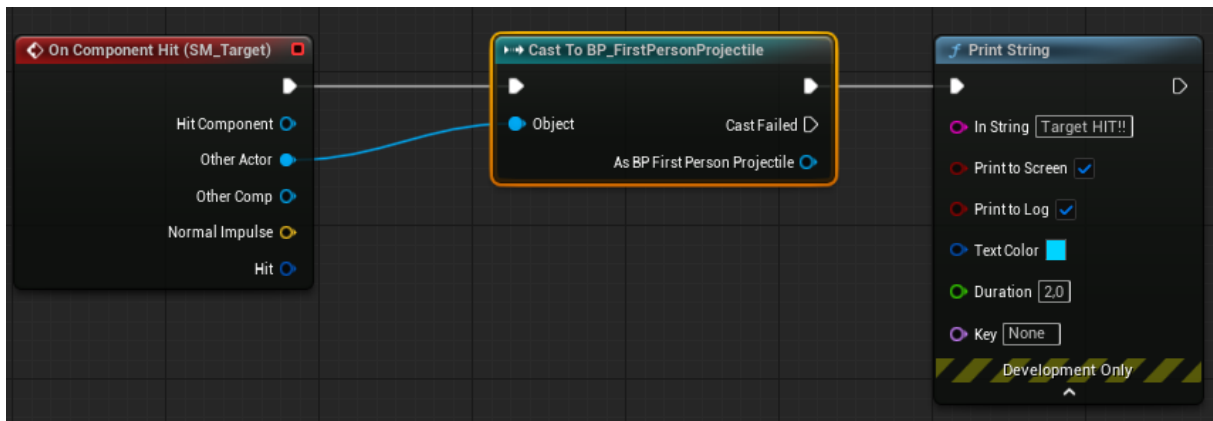 On Component Hit (SM_Target)
Hit Component
Other Actor
Other Comp
Normal Impulse
Hit
Cast To BP_FirstPersonProjectile
Object
Cast Failed
As BP First Person Projectile
f Print String
In String Target HIT!!
Print to Screen
Print to Log
Text Color
Duration 2,0
Key None
Development Only